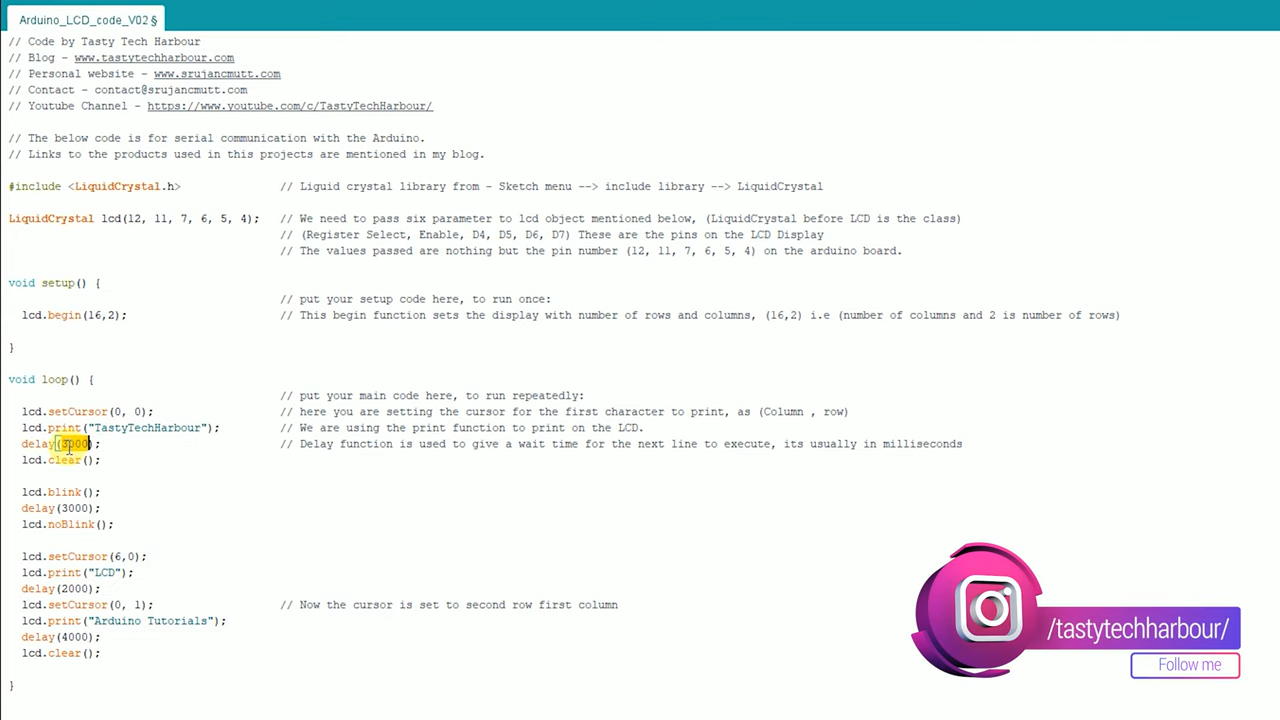 Arduino_LCD_code_V02 §
// Code by Tasty Tech Harbour
// Blog - www.tastytechharbour.com
// Personal website - www.srujancmutt.com
// Contact - contact@srujancmutt.com
// Youtube Channel - https://www.youtube.com/c/TastyTechHarbour/
// The below code is for serial communication with the Arduino.
// Links to the products used in this projects are mentioned in my blog.
#include <LiquidCrystal.h> // Liguid crystal library from - Sketch menu --> include library --> LiquidCrystal
LiquidCrystal lcd(12, 11, 7, 6, 5, 4); // We need to pass six parameter to lcd object mentioned below, (LiquidCrystal before LCD is the class)
// (Register Select, Enable, D4, D5, D6, D7) These are the pins on the LCD Display
// The values passed are nothing but the pin number (12, 11, 7, 6, 5, 4) on the arduino board.
void setup() {
// put your setup code here, to run once:
lcd.begin(16,2); // This begin function sets the display with number of rows and columns, (16,2) i.e (number of columns and 2 is number of rows)
}
void loop() {
// put your main code here, to run repeatedly:
lcd.setCursor(0, 0); // here you are setting the cursor for the first character to print, as (Column , row)
lcd.print("TastyTechHarbour"); // We are using the print function to print on the LCD.
delay(3000); // Delay function is used to give a wait time for the next line to execute, its usually in milliseconds
lcd.clear();
lcd.blink();
delay(3000);
lcd.noBlink();
lcd.setCursor(6,0);
lcd.print("LCD");
delay(2000);
lcd.setCursor(0, 1); // Now the cursor is set to second row first column
lcd.print("Arduino Tutorials");
delay(4000);
lcd.clear();
}
/tastytechharbour/
Follow me